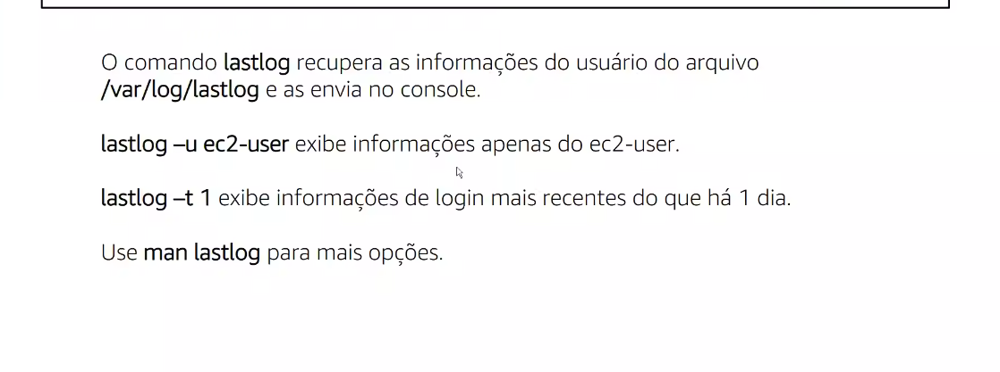 O comando lastlog recupera as informações do usuário do arquivo
/var/log/lastlog e as envia no console.
lastlog –u ec2-user exibe informações apenas do ec2-user.
lastlog –t 1 exibe informações de login mais recentes do que há 1 dia.
Use man lastlog para mais opções.